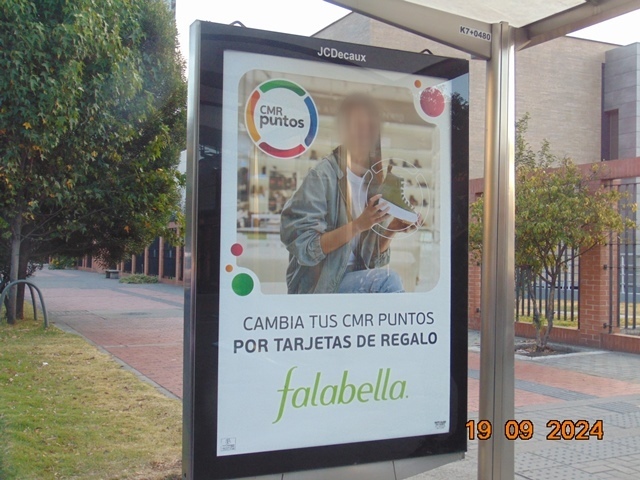 K7+0480
JCDecaux
CMR
puntos
CAMBIA TUS CMR PUNTOS
POR TARJETAS DE REGALO
falabella.
19 09 2024